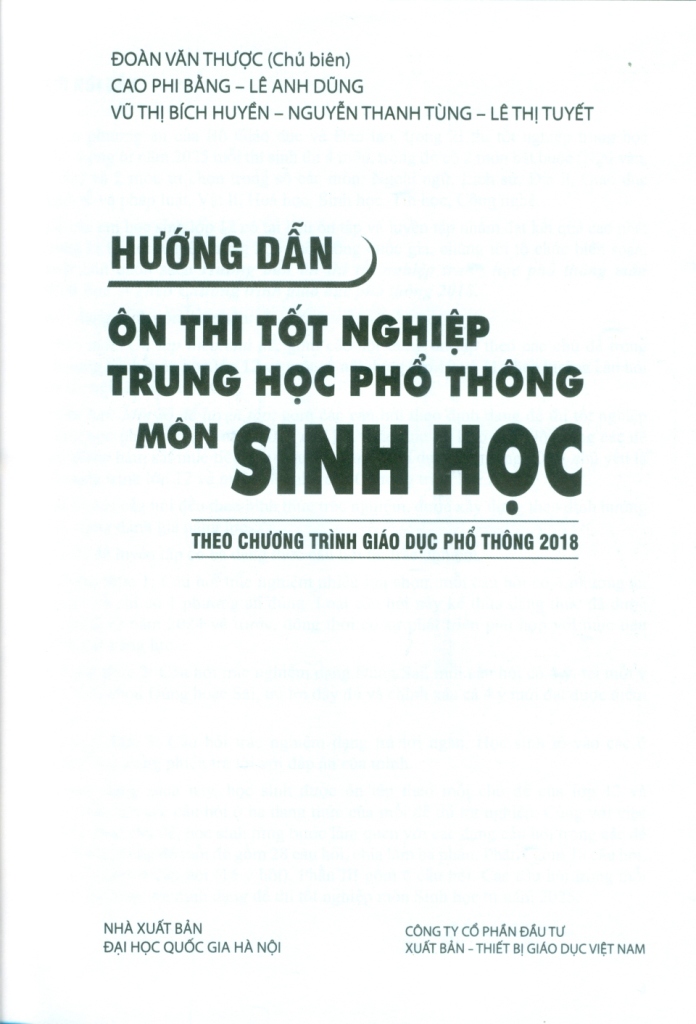 ĐOÀN VĂN THƯỢC (Chủ biên)
CAO PHI BẰNG – LÊ ANH DŨNG
VŨ THỊ BÍCH HUYỀN – NGUYỄN THANH TÙNG – LÊ THỊ TUYẾT
HƯỚNG DẪN
ÔN THI TỐT NGHIỆP
TRUNG HỌC PHỔ THÔNG
MÔN SINH HỌC
THEO CHƯƠNG TRÌNH GIÁO DỤC PHỔ THÔNG 2018
NHÀ XUẤT BẢN
ĐẠI HỌC QUỐC GIA HÀ NỘI
CÔNG TY CỔ PHẦN ĐẦU TƯ
XUẤT BẢN – THIẾT BỊ GIÁO DỤC VIỆT NAM